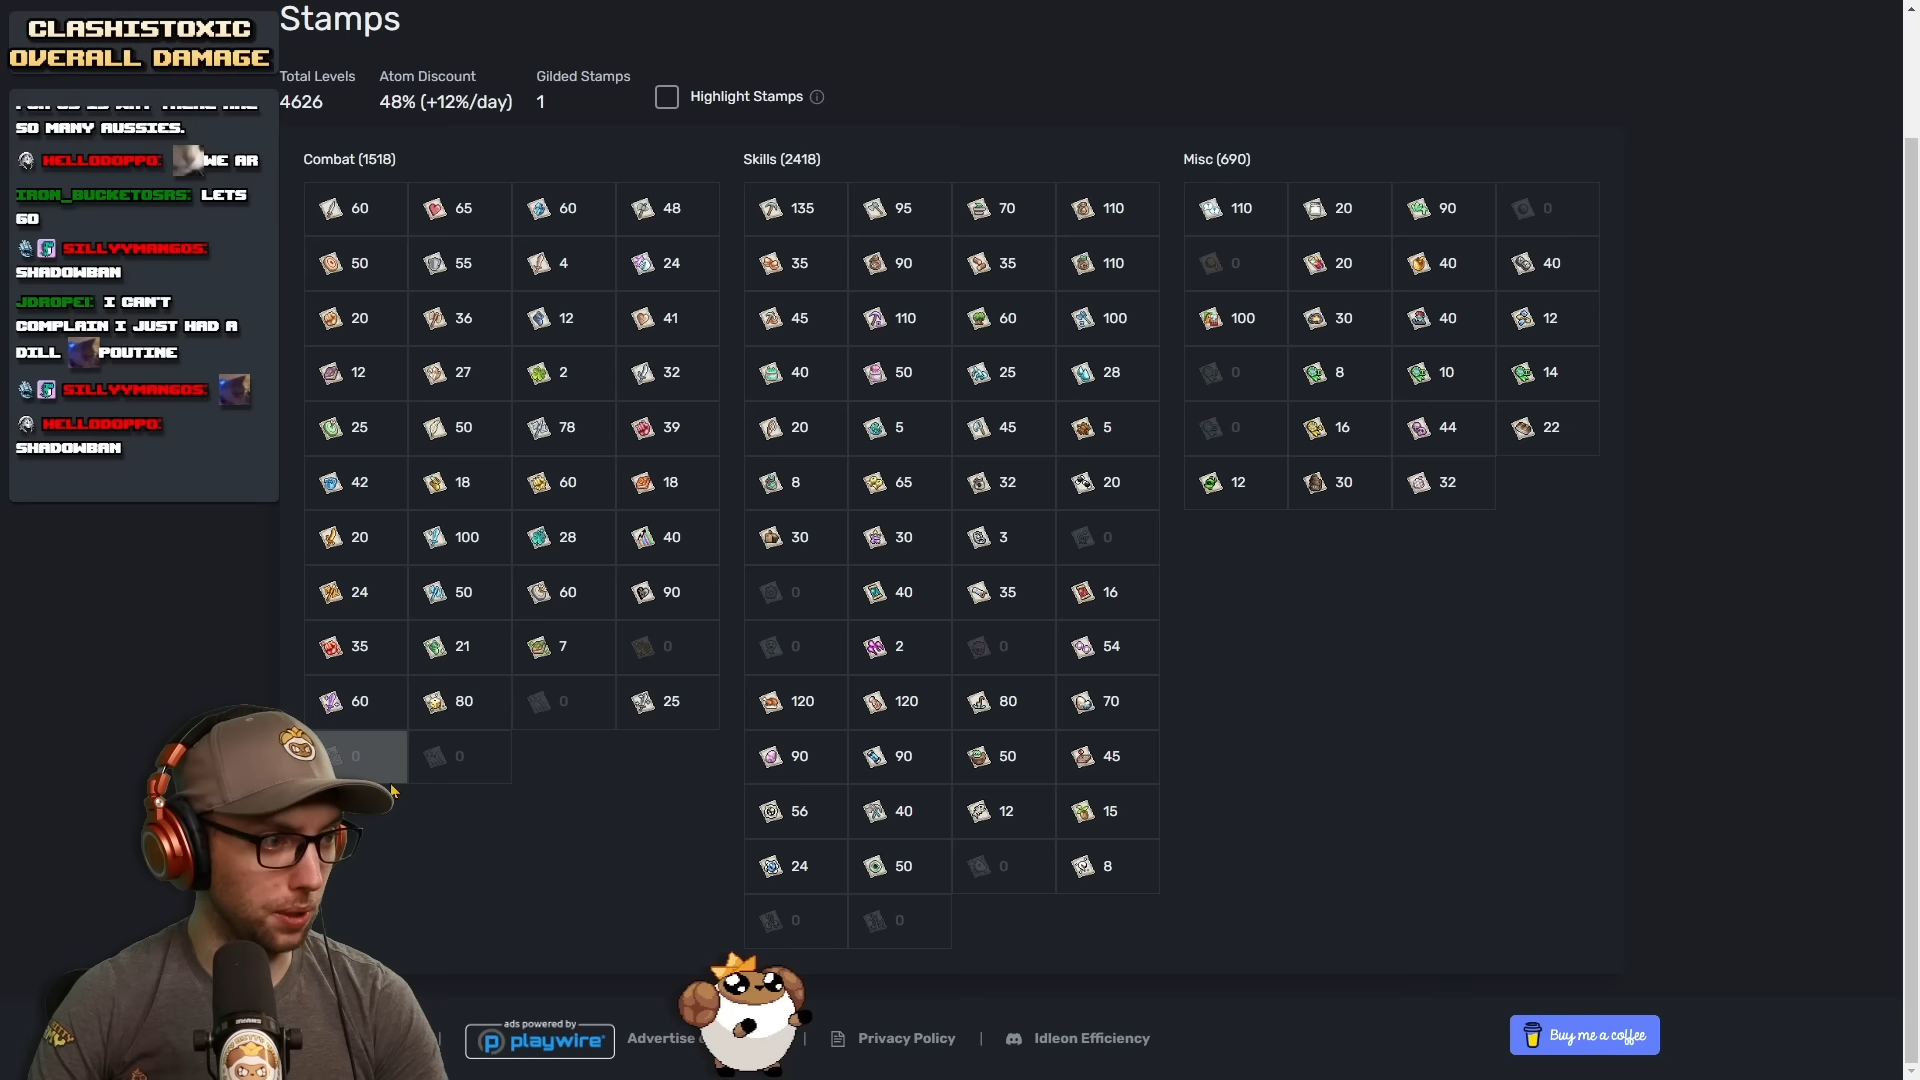 CLASHISTOXIC
OVERALL DAMAGE
SO MANY AUSSIES.
HELLODOPPO: WE AR
IRON_BUCKETOSRS: LETS
GO
SILLYYMANGOS:
SHADOWBAN
JDROPEI: I CAN'T
COMPLAIN I JUST HAD A
DILL POUTINE
SILLYYMANGOS:
HELLODOPPO:
SHADOWBAN
Stamps
Total Levels Atom Discount Gilded Stamps
4626 48% (+12%/day) 1
Highlight Stamps
Combat (1518)
60 65 60 48
50 55 4 24
20 36 12 41
12 27 2 32
25 50 78 39
42 18 60 18
20 100 28 40
24 50 60 90
35 21 7 0
60 80 0 25
0 0
Skills (2418)
135 95 70 110
35 90 35 110
45 110 60 100
40 50 25 28
20 5 45 5
8 65 32 20
30 30 3 0
0 40 35 16
0 2 0 54
120 120 80 70
90 90 50 45
56 40 12 15
24 50 0 8
0 0
Misc (690)
110 20 90 0
0 20 40 40
100 30 40 12
0 8 10 14
0 16 44 22
12 30 32
ads powered by
playwire
Advertise
| Privacy Policy | Idleon Efficiency
Buy me a coffee